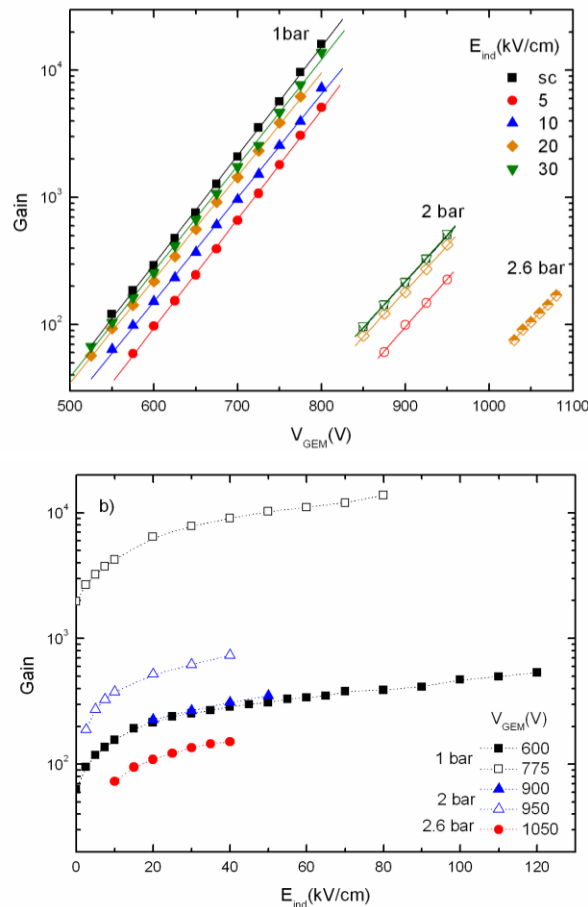 1bar
E_ind(kV/cm)
sc
5
10
20
30
2 bar
2.6 bar
Gain
10^4
10^3
10^2
500 600 700 800 900 1000 1100
V_GEM(V)
b)
Gain
10^4
10^3
10^2
V_GEM(V)
1 bar
600
775
2 bar
900
950
2.6 bar
1050
0 20 40 60 80 100 120
E_ind(kV/cm)